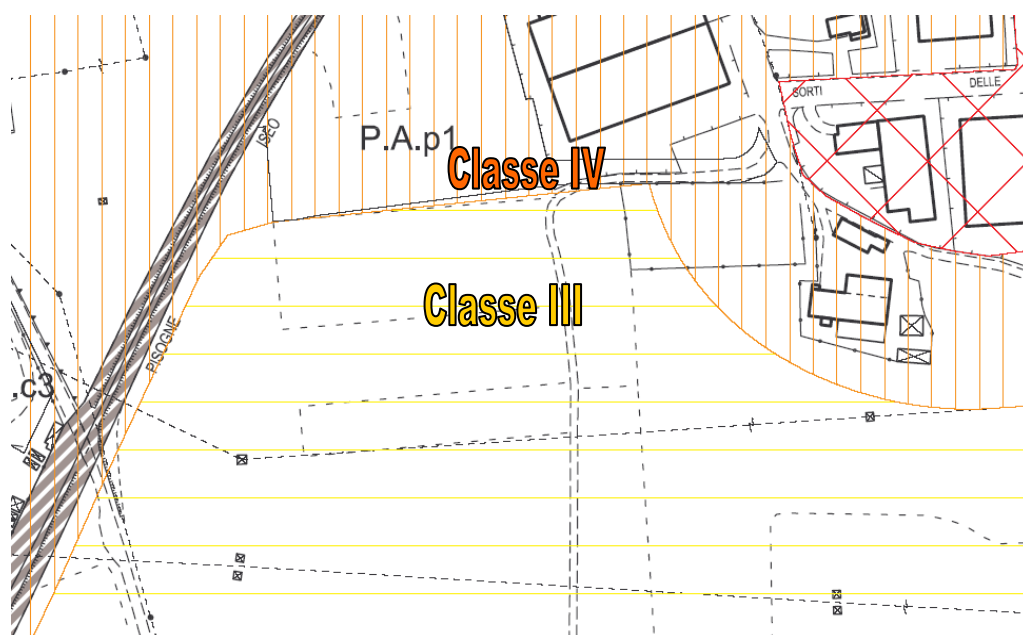 SORTI
DELLE
ISEO
P.A.p1
Classe IV
Classe III
PISOGNE
.c3